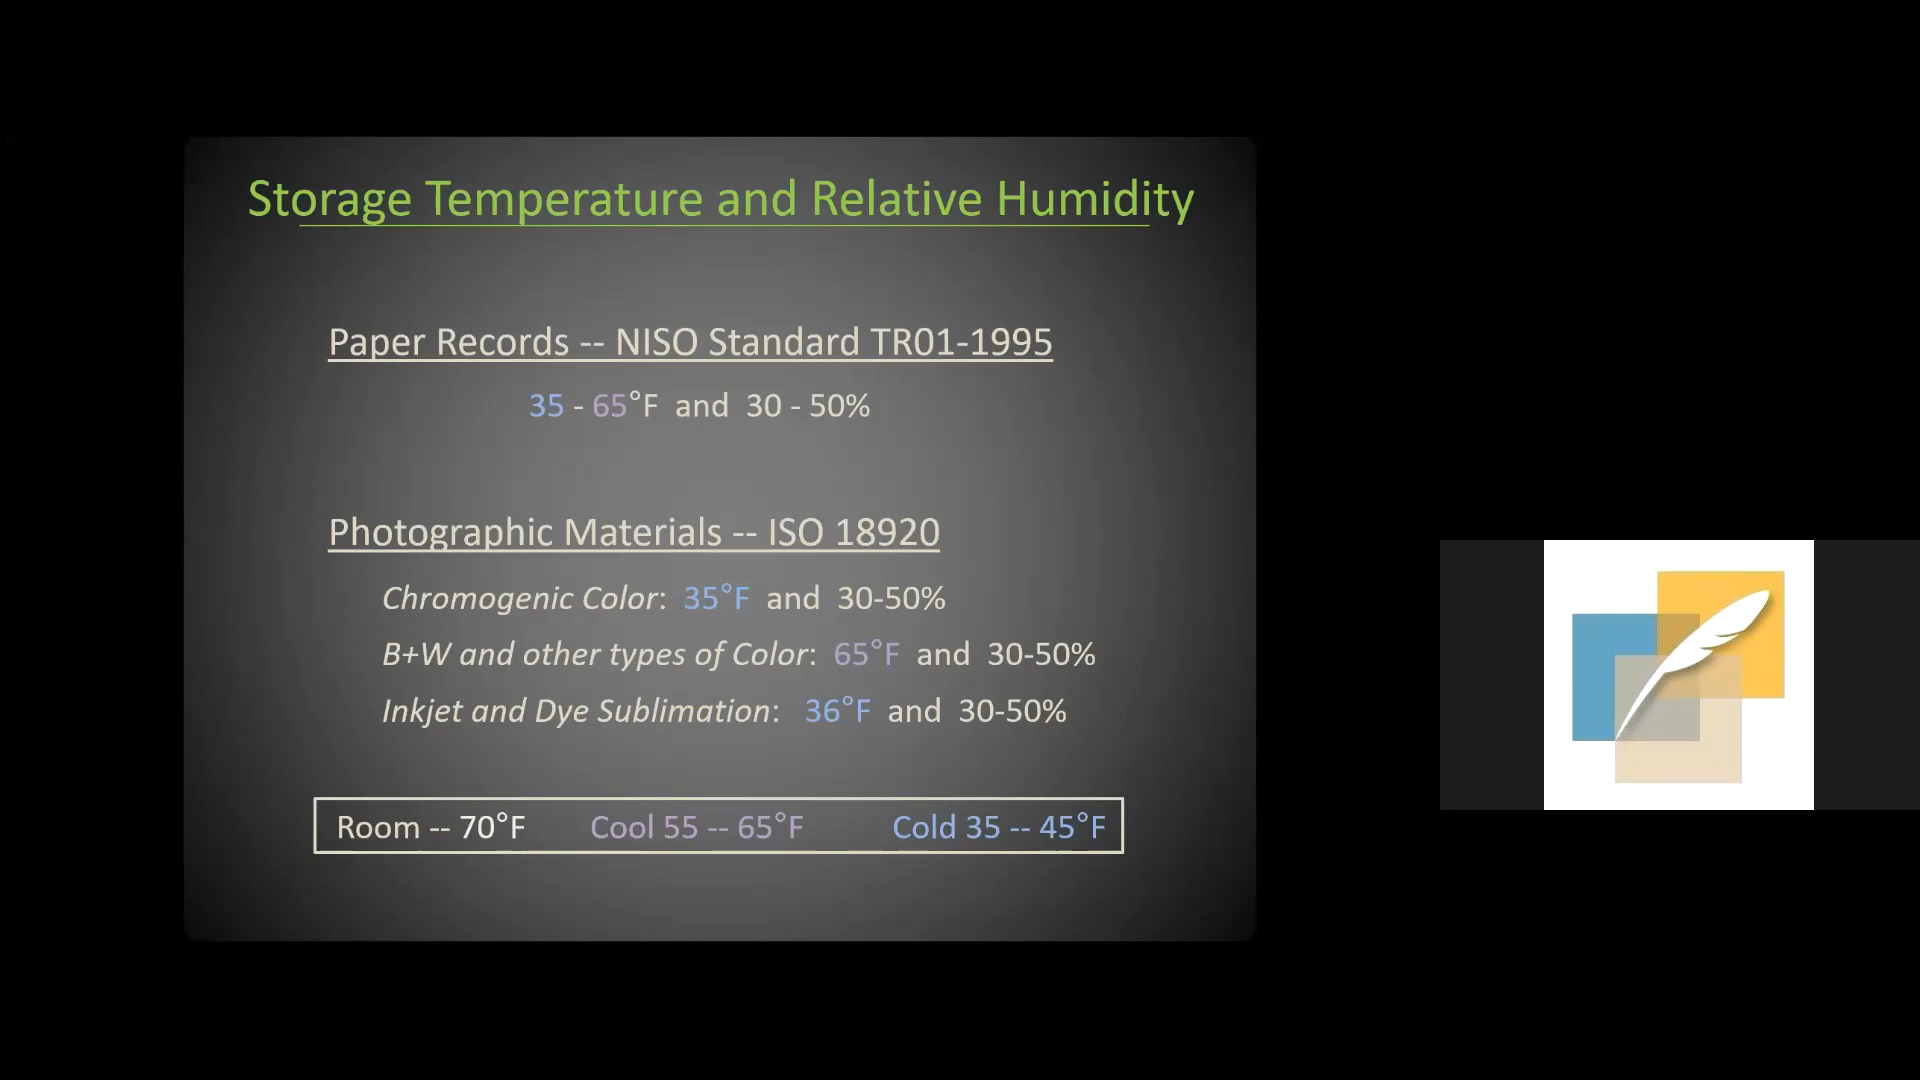 Storage Temperature and Relative Humidity
Paper Records -- NISO Standard TR01-1995
35 - 65°F and 30 - 50%
Photographic Materials -- ISO 18920
Chromogenic Color: 35°F and 30-50%
B+W and other types of Color: 65°F and 30-50%
Inkjet and Dye Sublimation: 36°F and 30-50%
Room -- 70°F Cool 55 -- 65°F Cold 35 -- 45°F